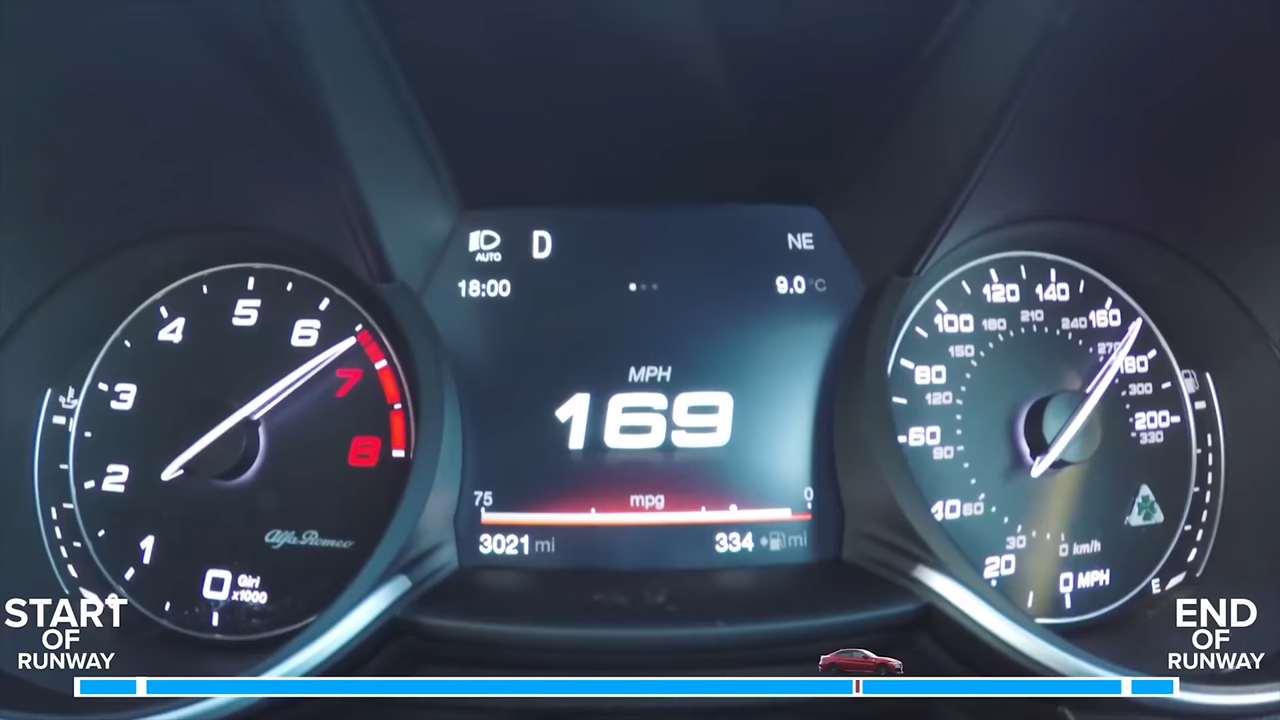 AUTO
D
NE
18:00
9.0 °C
MPH
169
75 mpg 0
3021 mi
334 mi
1
2
3
4
5
6
7
8
Alfa Romeo
0 Giri
x1000
20
40
60
80
100
120
140
160
180
200
30
60
90
120
150
180
210
240
270
300
330
0 km/h
0 MPH
E
START
OF
RUNWAY
END
OF
RUNWAY